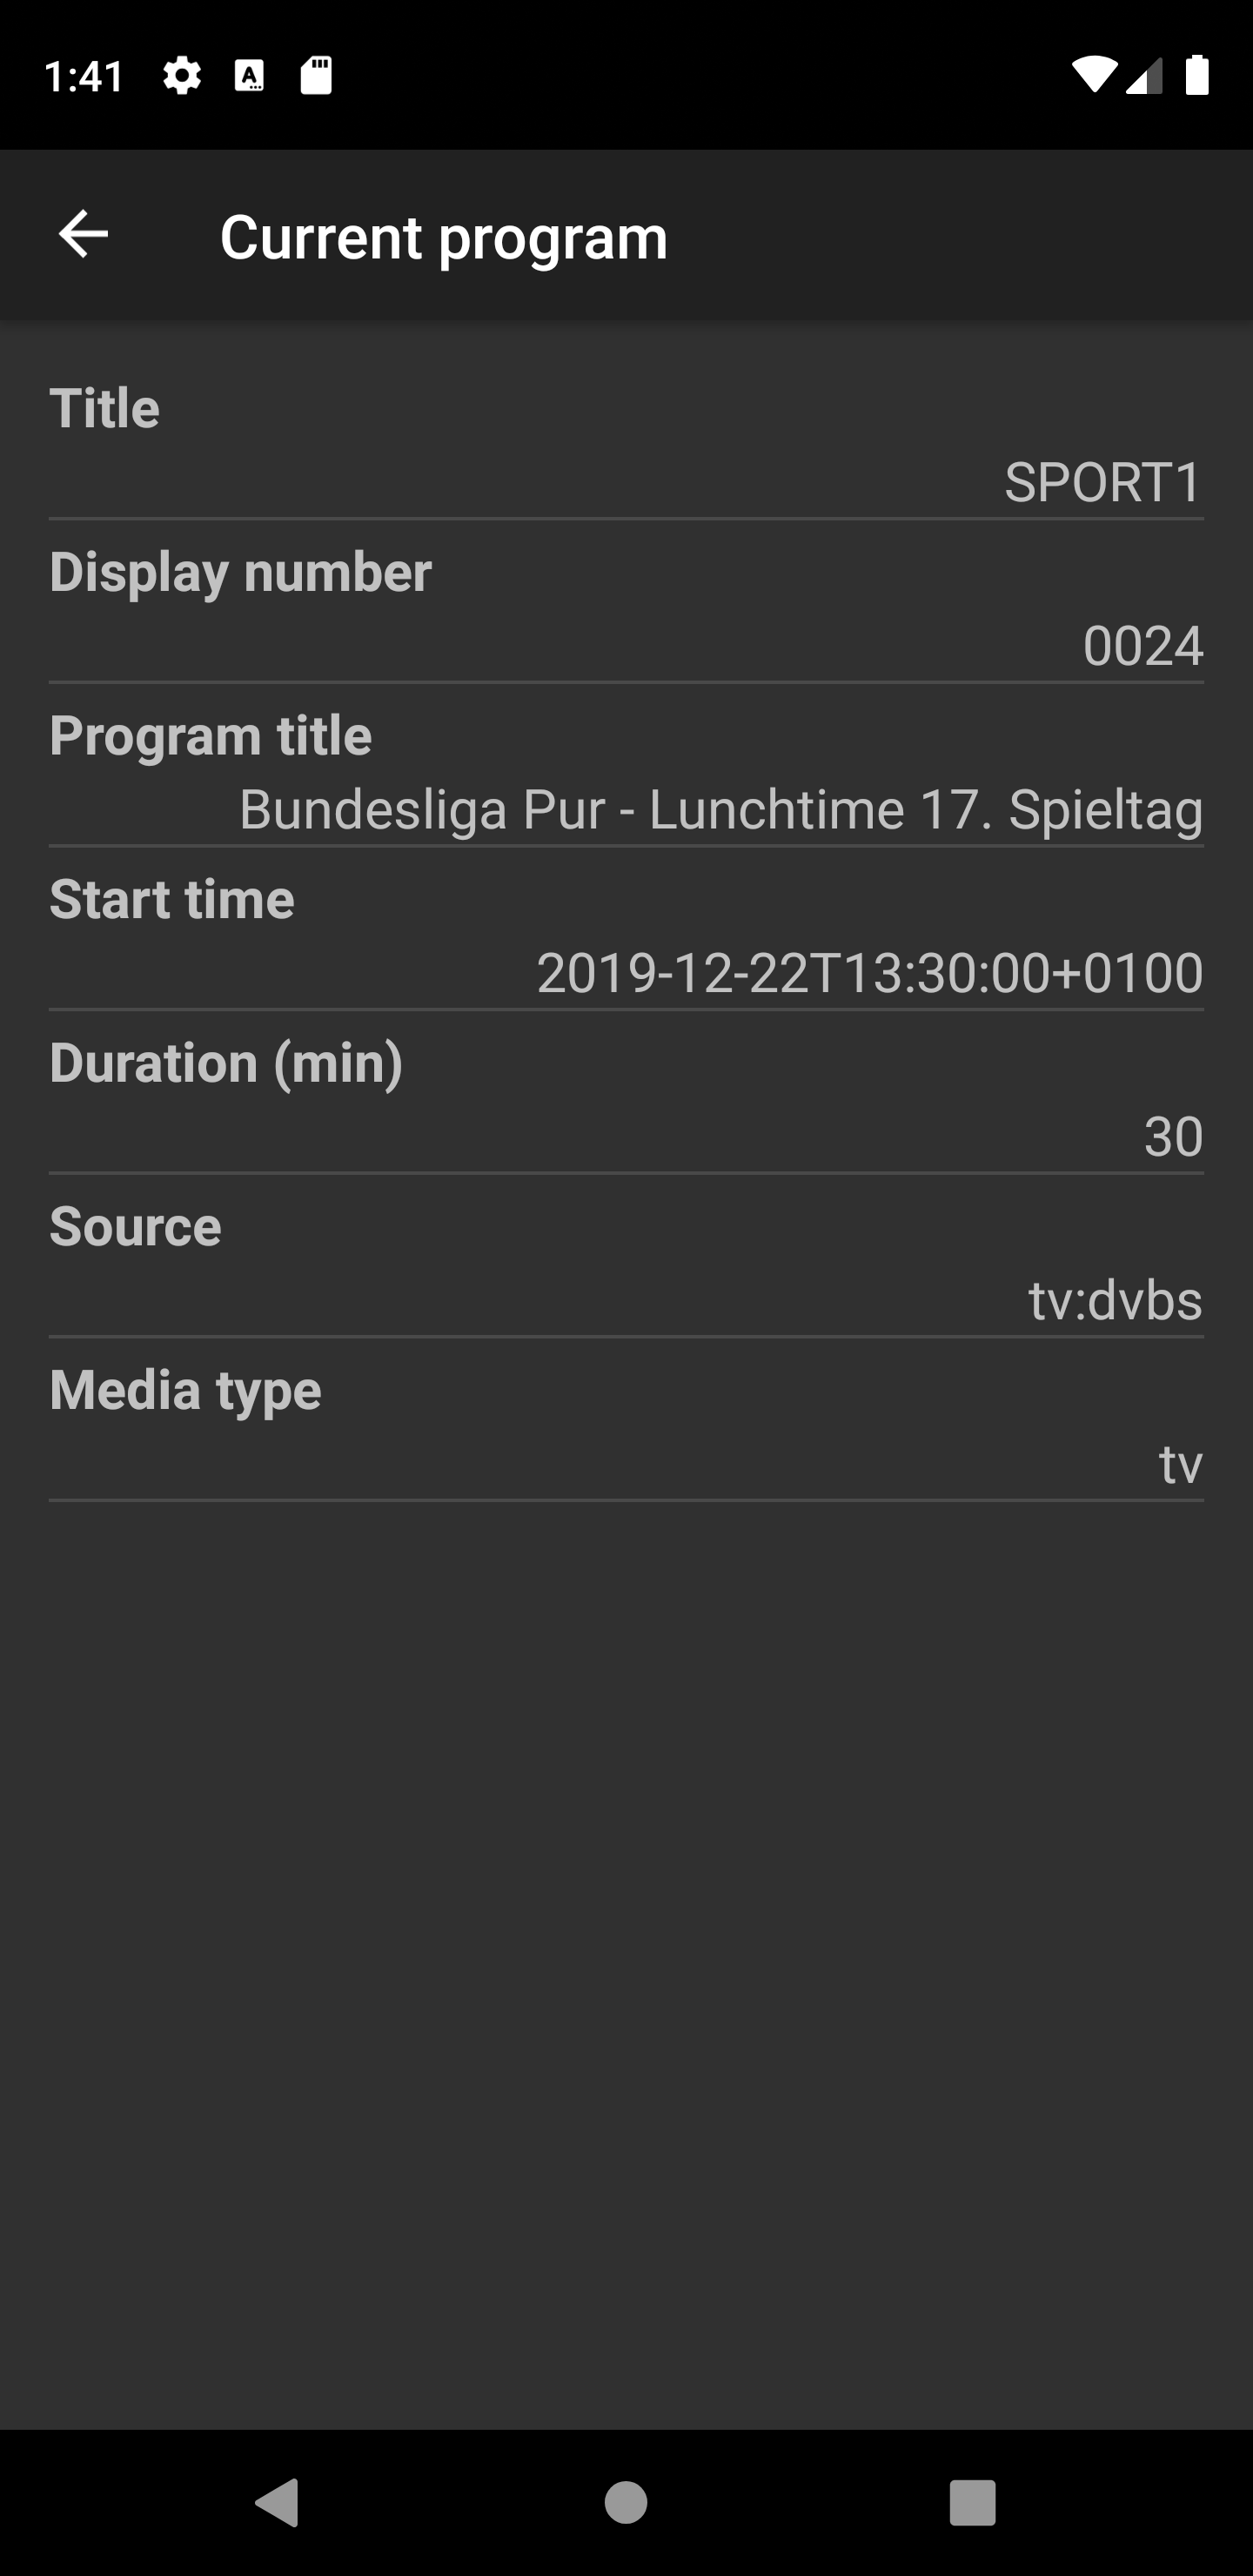 1:41
Current program
Title
SPORT1
Display number
0024
Program title
Bundesliga Pur - Lunchtime 17. Spieltag
Start time
2019-12-22T13:30:00+0100
Duration (min)
30
Source
tv:dvbs
Media type
tv